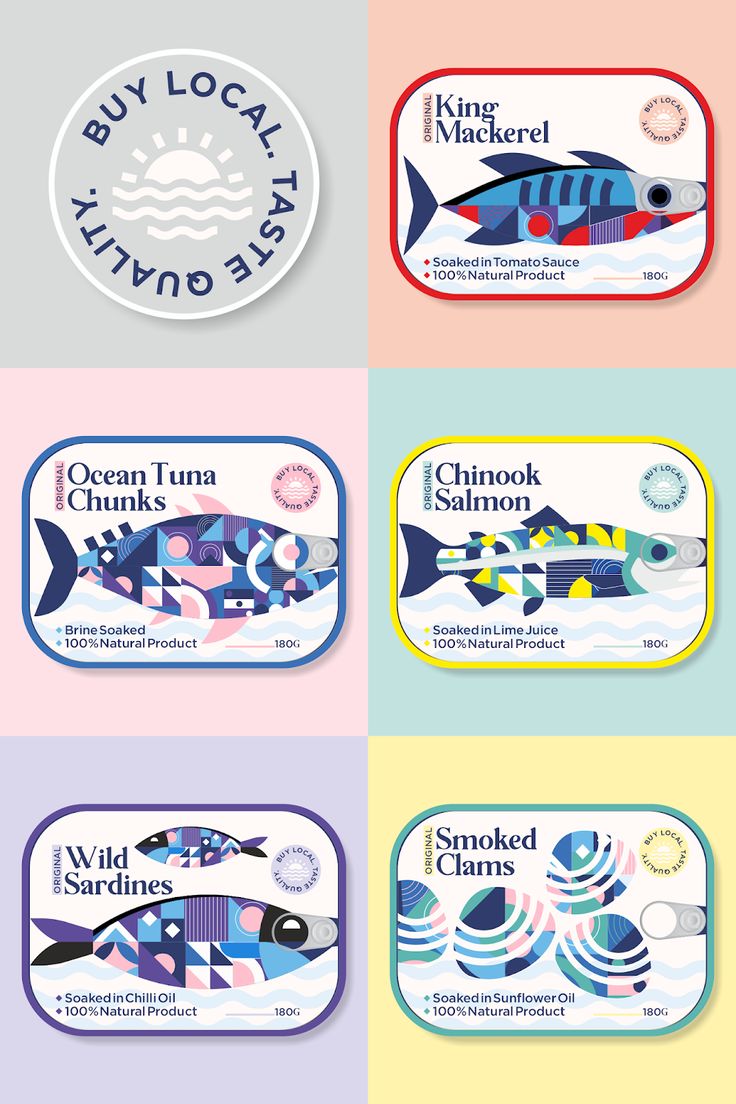 BUY LOCAL. TASTE QUALITY.
ORIGINAL
King
Mackerel
BUY LOCAL. TASTE QUALITY.
Soaked in Tomato Sauce
100% Natural Product
180G
ORIGINAL
Ocean Tuna
Chunks
BUY LOCAL. TASTE QUALITY.
Brine Soaked
100% Natural Product
180G
ORIGINAL
Chinook
Salmon
BUY LOCAL. TASTE QUALITY.
Soaked in Lime Juice
100% Natural Product
180G
ORIGINAL
Wild
Sardines
BUY LOCAL. TASTE QUALITY.
Soaked in Chilli Oil
100% Natural Product
180G
ORIGINAL
Smoked
Clams
BUY LOCAL. TASTE QUALITY.
Soaked in Sunflower Oil
100% Natural Product
180G